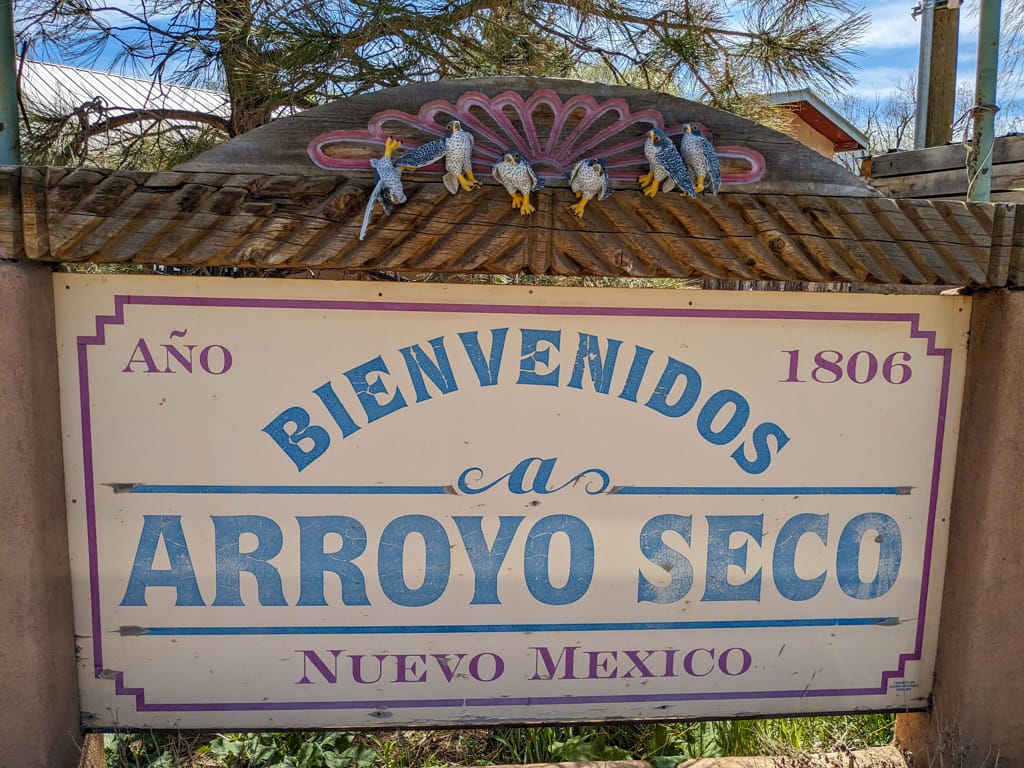 AÑO 1806
BIENVENIDOS
a
ARROYO SECO
NUEVO MEXICO